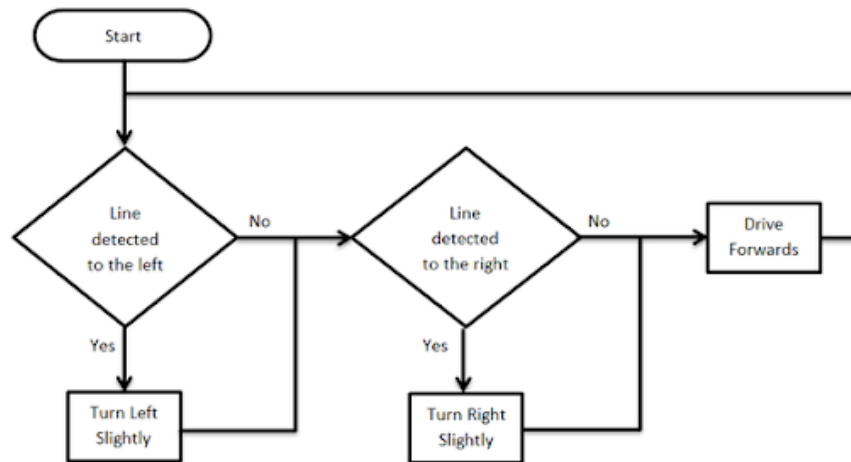 Start
Line
detected
to the left
No
Line
detected
to the right
No
Drive
Forwards
Yes
Turn Left
Slightly
Yes
Turn Right
Slightly